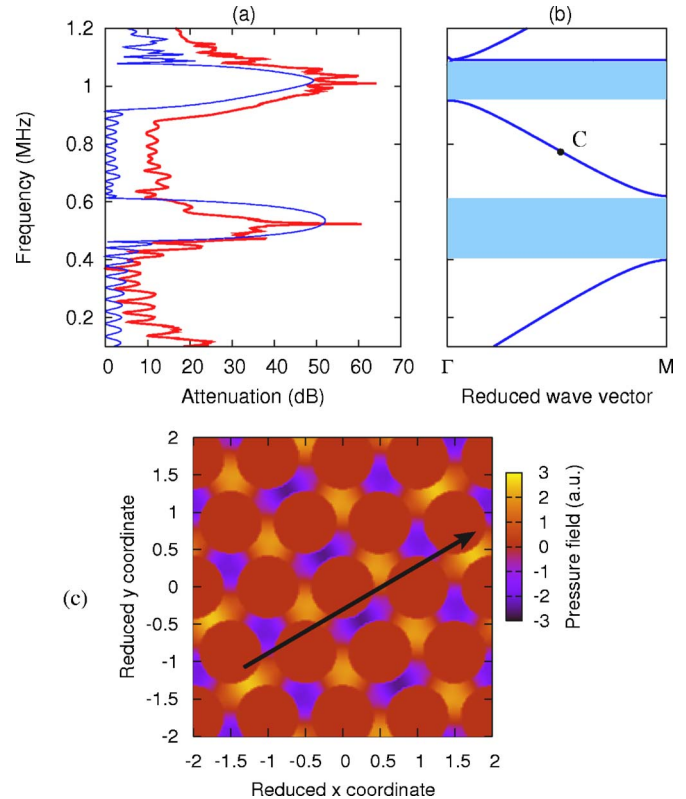 (a) (b)
1.2
1
0.8
0.6
0.4
0.2
Frequency (MHz)
C
0 10 20 30 40 50 60 70
Γ M
Attenuation (dB) Reduced wave vector
(c)
2
1.5
1
0.5
0
-0.5
-1
-1.5
-2
Reduced y coordinate
-2 -1.5 -1 -0.5 0 0.5 1 1.5 2
Reduced x coordinate
3
2
1
0
-1
-2
-3
Pressure field (a.u.)